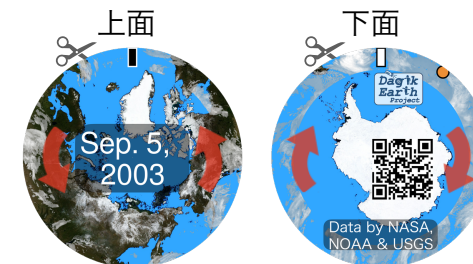 上面
下面
Sep. 5,
2003
Dagik
Earth
Project
Data by NASA,
NOAA & USGS